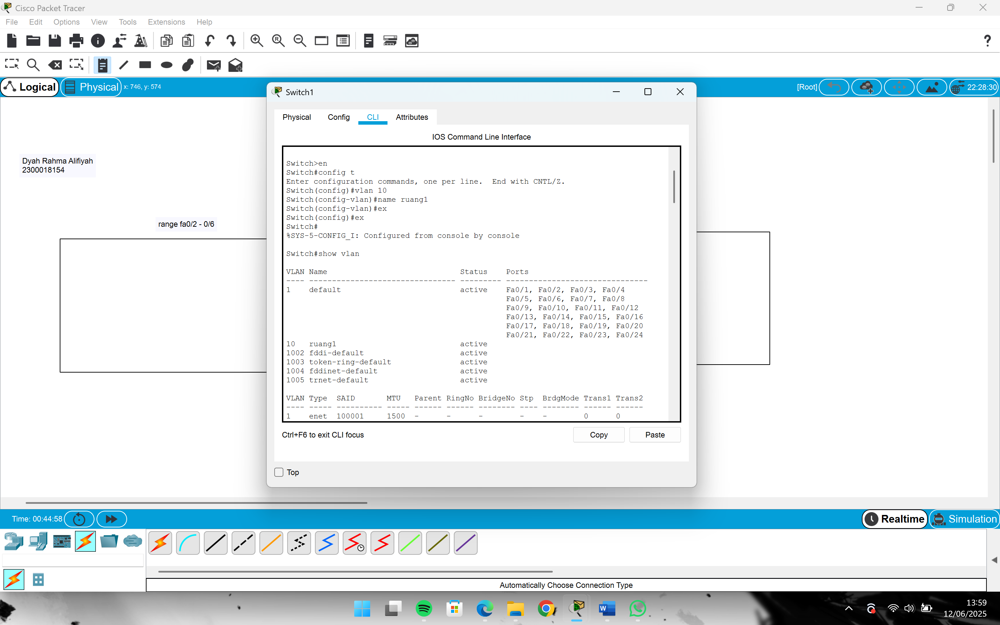 Cisco Packet Tracer
File Edit Options View Tools Extensions Help
Logical Physical x: 746, y: 574 [Root] 22:28:30
Dyah Rahma Alifiyah
2300018154
range fa0/2 - 0/6
Switch1
Physical Config CLI Attributes
IOS Command Line Interface
Switch>en
Switch#config t
Enter configuration commands, one per line.  End with CNTL/Z.
Switch(config)#vlan 10
Switch(config-vlan)#name ruang1
Switch(config-vlan)#ex
Switch(config)#ex
Switch#
%SYS-5-CONFIG_I: Configured from console by console
Switch#show vlan
VLAN Name                             Status    Ports
---- -------------------------------- --------- -------------------------------
1    default                          active    Fa0/1, Fa0/2, Fa0/3, Fa0/4
                                                Fa0/5, Fa0/6, Fa0/7, Fa0/8
                                                Fa0/9, Fa0/10, Fa0/11, Fa0/12
                                                Fa0/13, Fa0/14, Fa0/15, Fa0/16
                                                Fa0/17, Fa0/18, Fa0/19, Fa0/20
                                                Fa0/21, Fa0/22, Fa0/23, Fa0/24
10   ruang1                           active
1002 fddi-default                     active
1003 token-ring-default               active
1004 fddinet-default                  active
1005 trnet-default                    active
VLAN Type  SAID       MTU   Parent RingNo BridgeNo Stp  BrdgMode Trans1 Trans2
---- ----- ---------- ----- ------ ------ -------- ---- -------- ------ ------
1    enet  100001     1500  -      -      -        -    -        0      0
Ctrl+F6 to exit CLI focus
Copy Paste
Top
Time: 00:44:58
Realtime Simulation
Automatically Choose Connection Type
13:59
12/06/2025